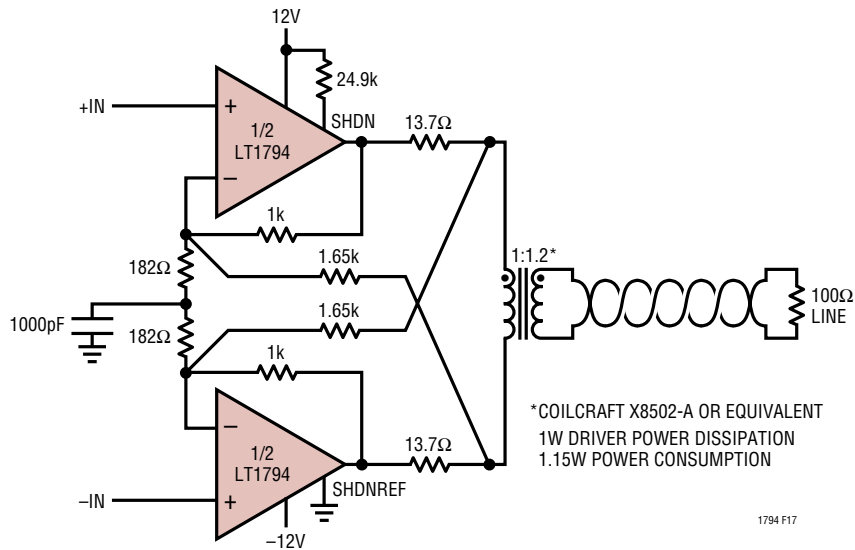 12V
24.9k
+IN
+
1/2
LT1794
–
SHDN
13.7Ω
1k
182Ω
1.65k
1:1.2*
1000pF
182Ω
1.65k
1k
100Ω
LINE
–
1/2
LT1794
+
13.7Ω
–IN
SHDNREF
–12V
*COILCRAFT X8502-A OR EQUIVALENT
1W DRIVER POWER DISSIPATION
1.15W POWER CONSUMPTION
1794 F17